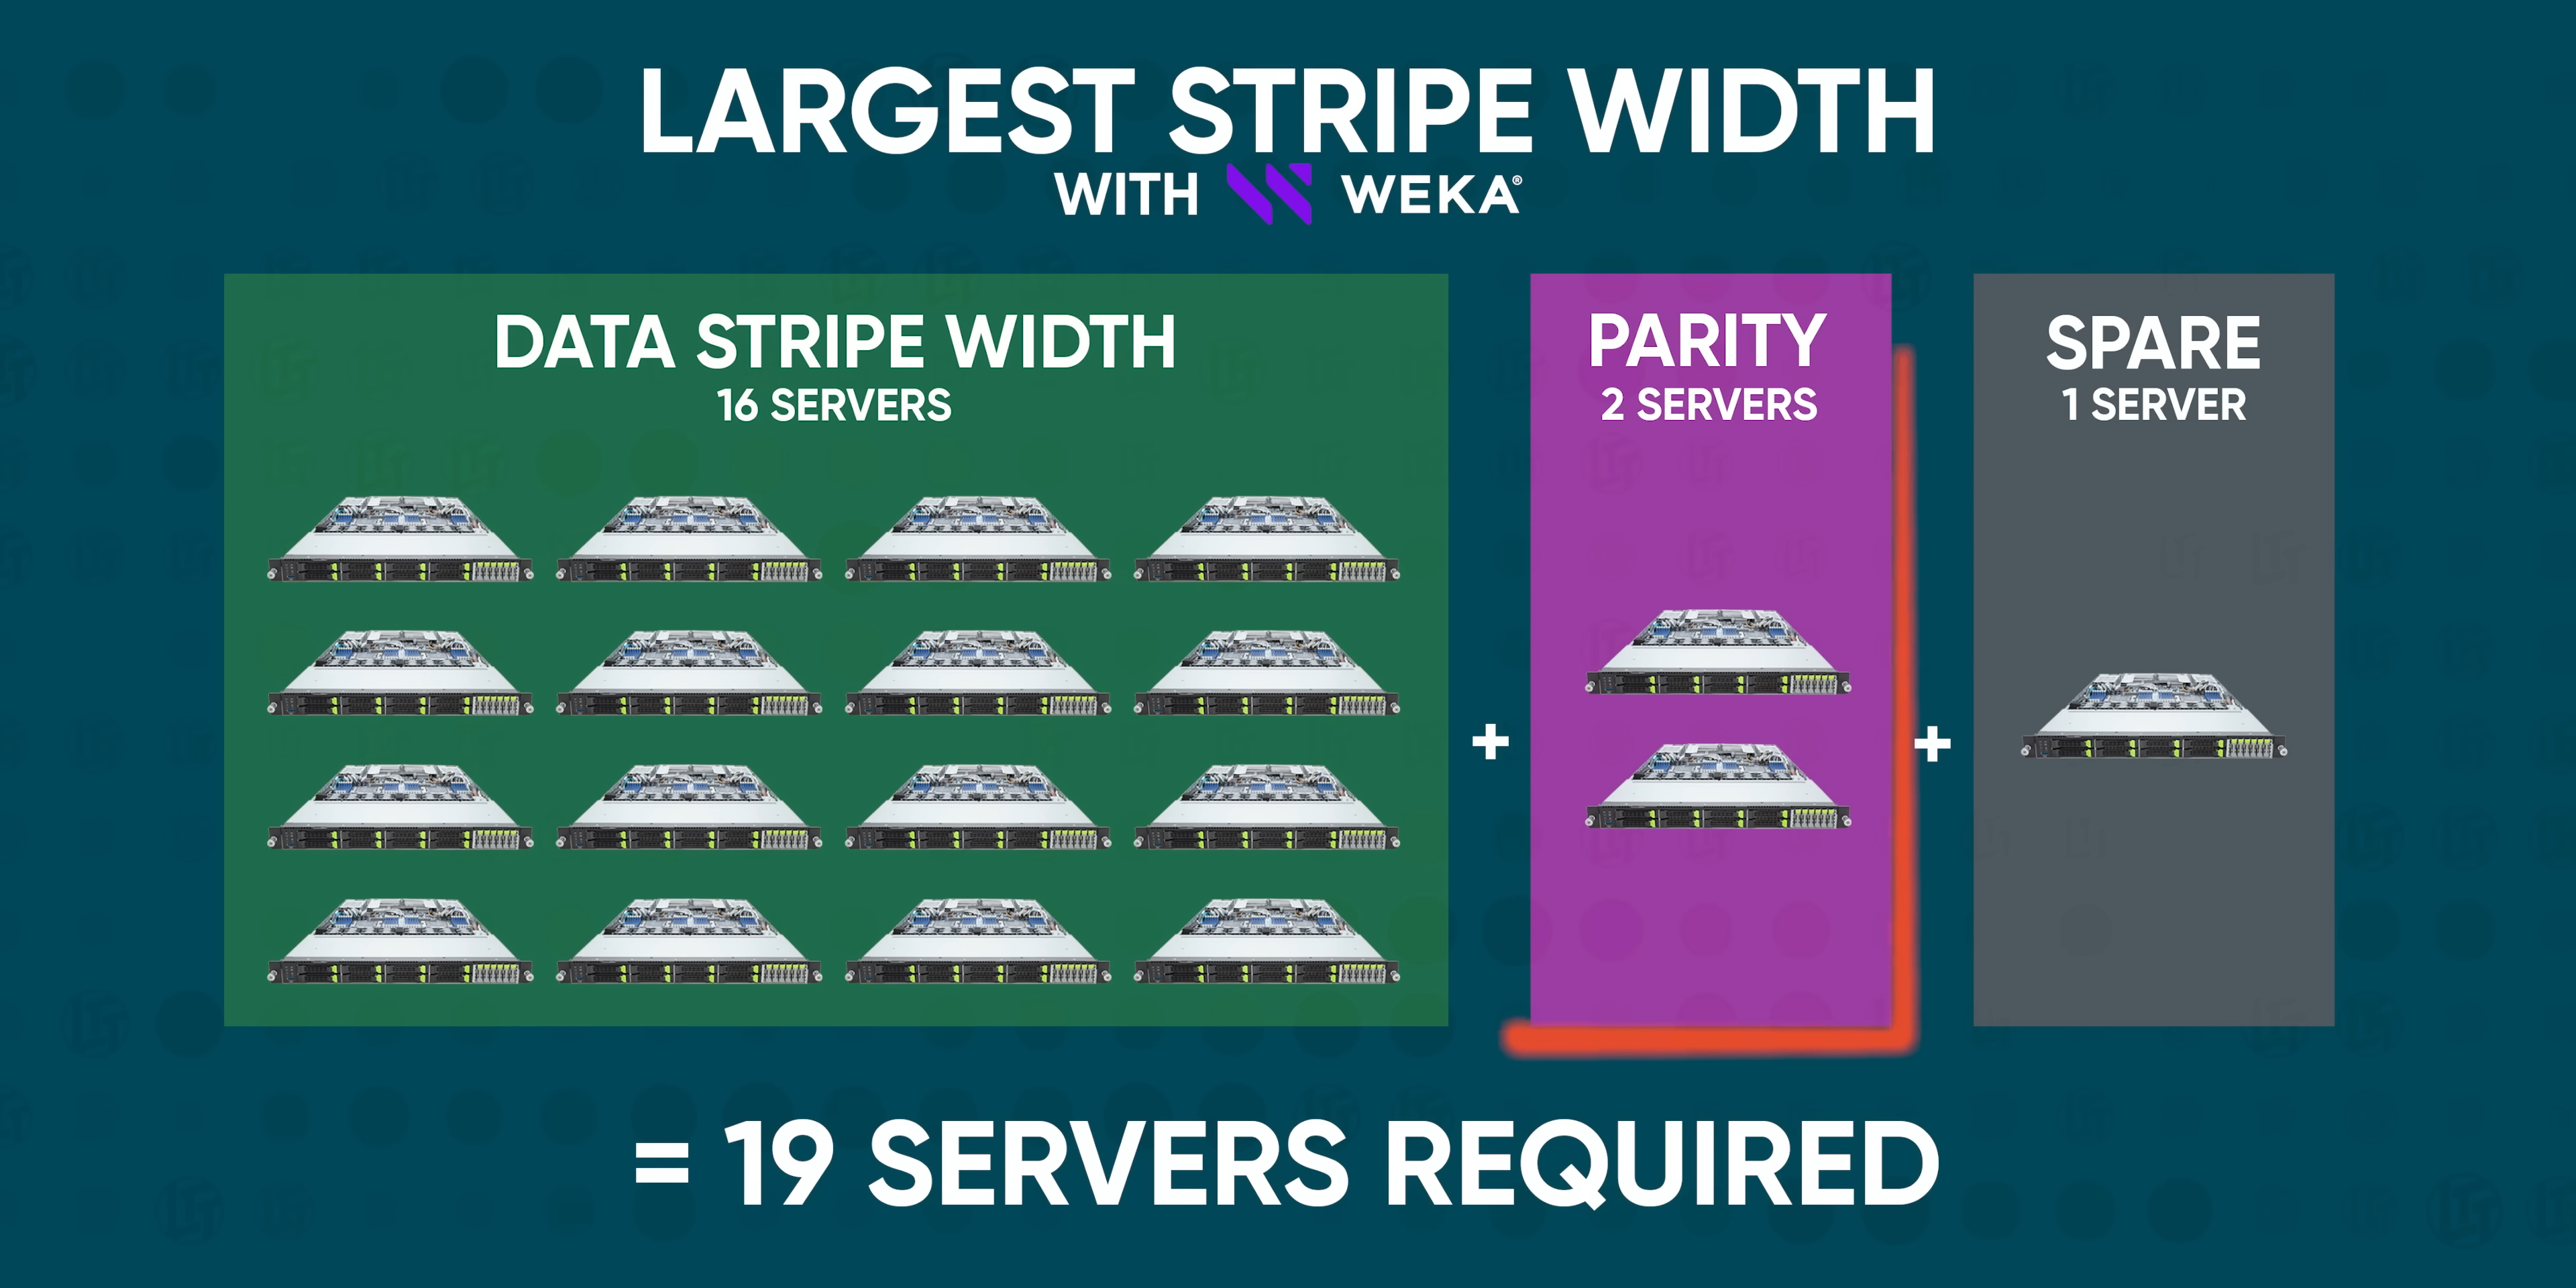 LARGEST STRIPE WIDTH
WITH WEKA®
DATA STRIPE WIDTH
16 SERVERS
PARITY
2 SERVERS
SPARE
1 SERVER
+
+
= 19 SERVERS REQUIRED